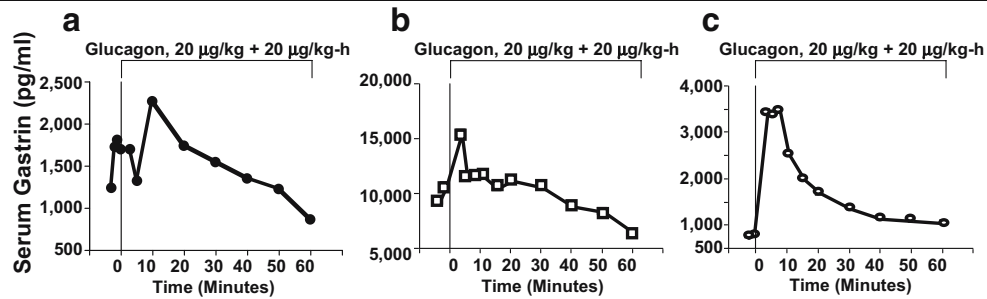 a
Glucagon, 20 µg/kg + 20 µg/kg-h
Serum Gastrin (pg/ml)
2,500
2,000
1,500
1,000
500
0 10 20 30 40 50 60
Time (Minutes)
b
Glucagon, 20 µg/kg + 20 µg/kg-h
20,000
15,000
10,000
5,000
0 10 20 30 40 50 60
Time (Minutes)
c
Glucagon, 20 µg/kg + 20 µg/kg-h
4,000
3,000
2,000
1,000
500
0 10 20 30 40 50 60
Time (Minutes)